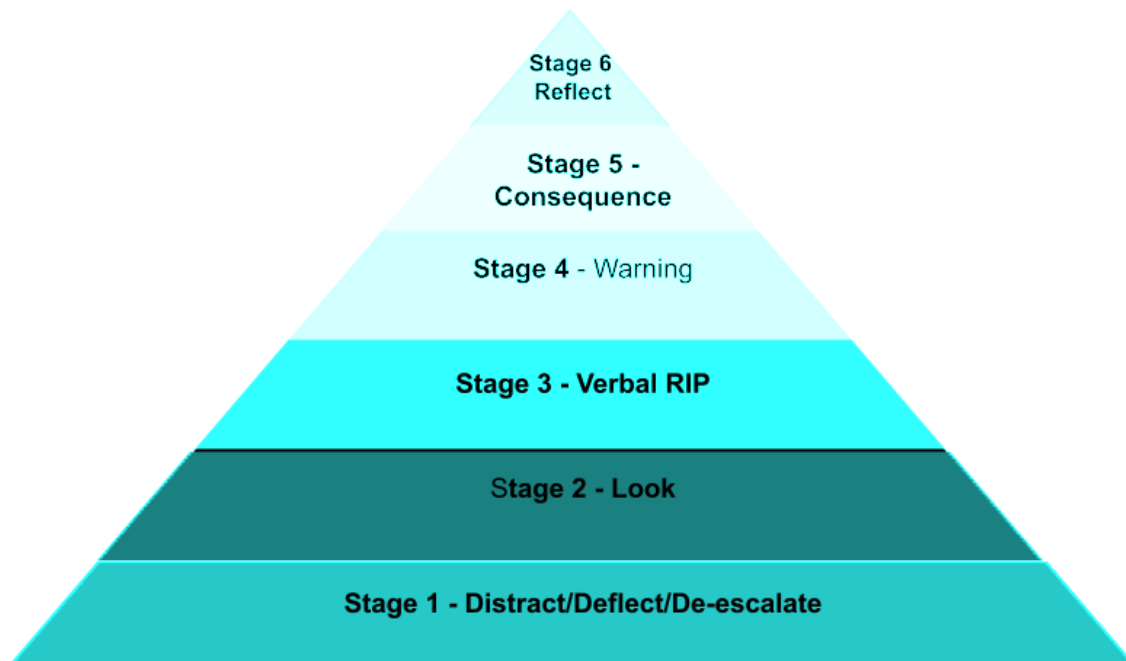 Stage 6
Reflect
Stage 5 -
Consequence
Stage 4 - Warning
Stage 3 - Verbal RIP
Stage 2 - Look
Stage 1 - Distract/Deflect/De-escalate